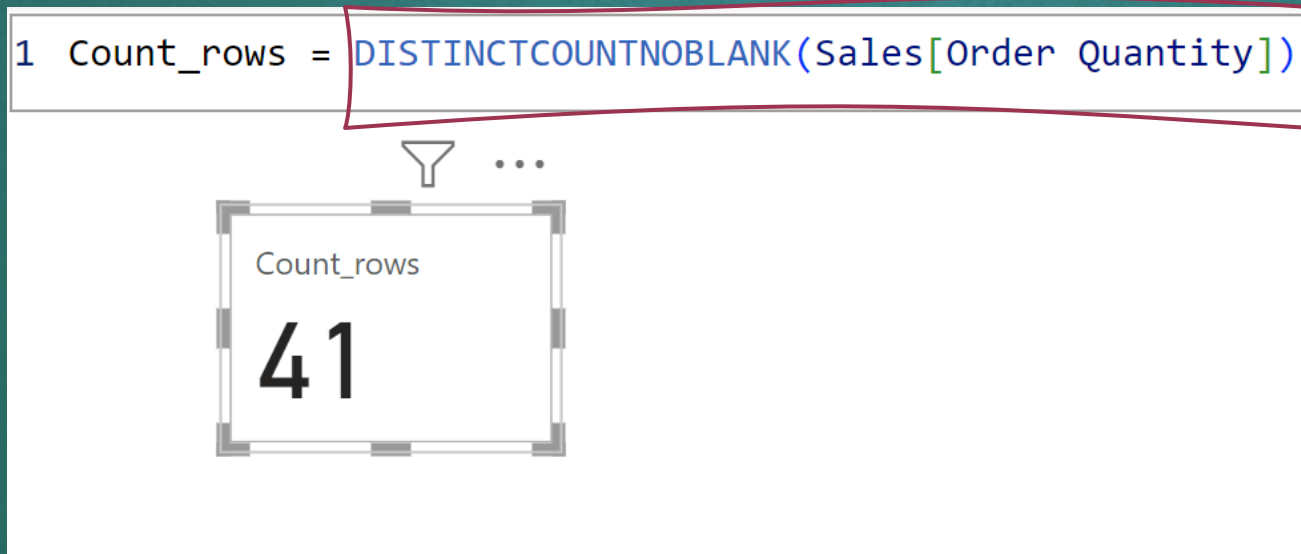 1 Count_rows = DISTINCTCOUNTNOBLANK(Sales[Order Quantity])
Count_rows
41